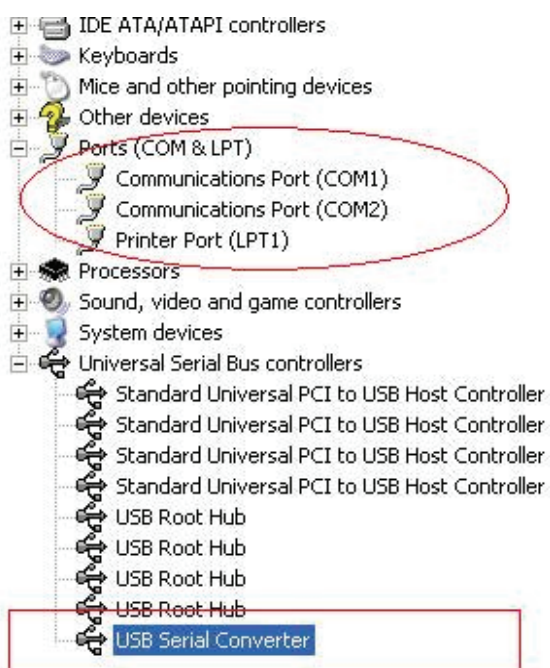 IDE ATA/ATAPI controllers
Keyboards
Mice and other pointing devices
Other devices
Ports (COM & LPT)
Communications Port (COM1)
Communications Port (COM2)
Printer Port (LPT1)
Processors
Sound, video and game controllers
System devices
Universal Serial Bus controllers
Standard Universal PCI to USB Host Controller
Standard Universal PCI to USB Host Controller
Standard Universal PCI to USB Host Controller
Standard Universal PCI to USB Host Controller
USB Root Hub
USB Root Hub
USB Root Hub
USB Root Hub
USB Serial Converter